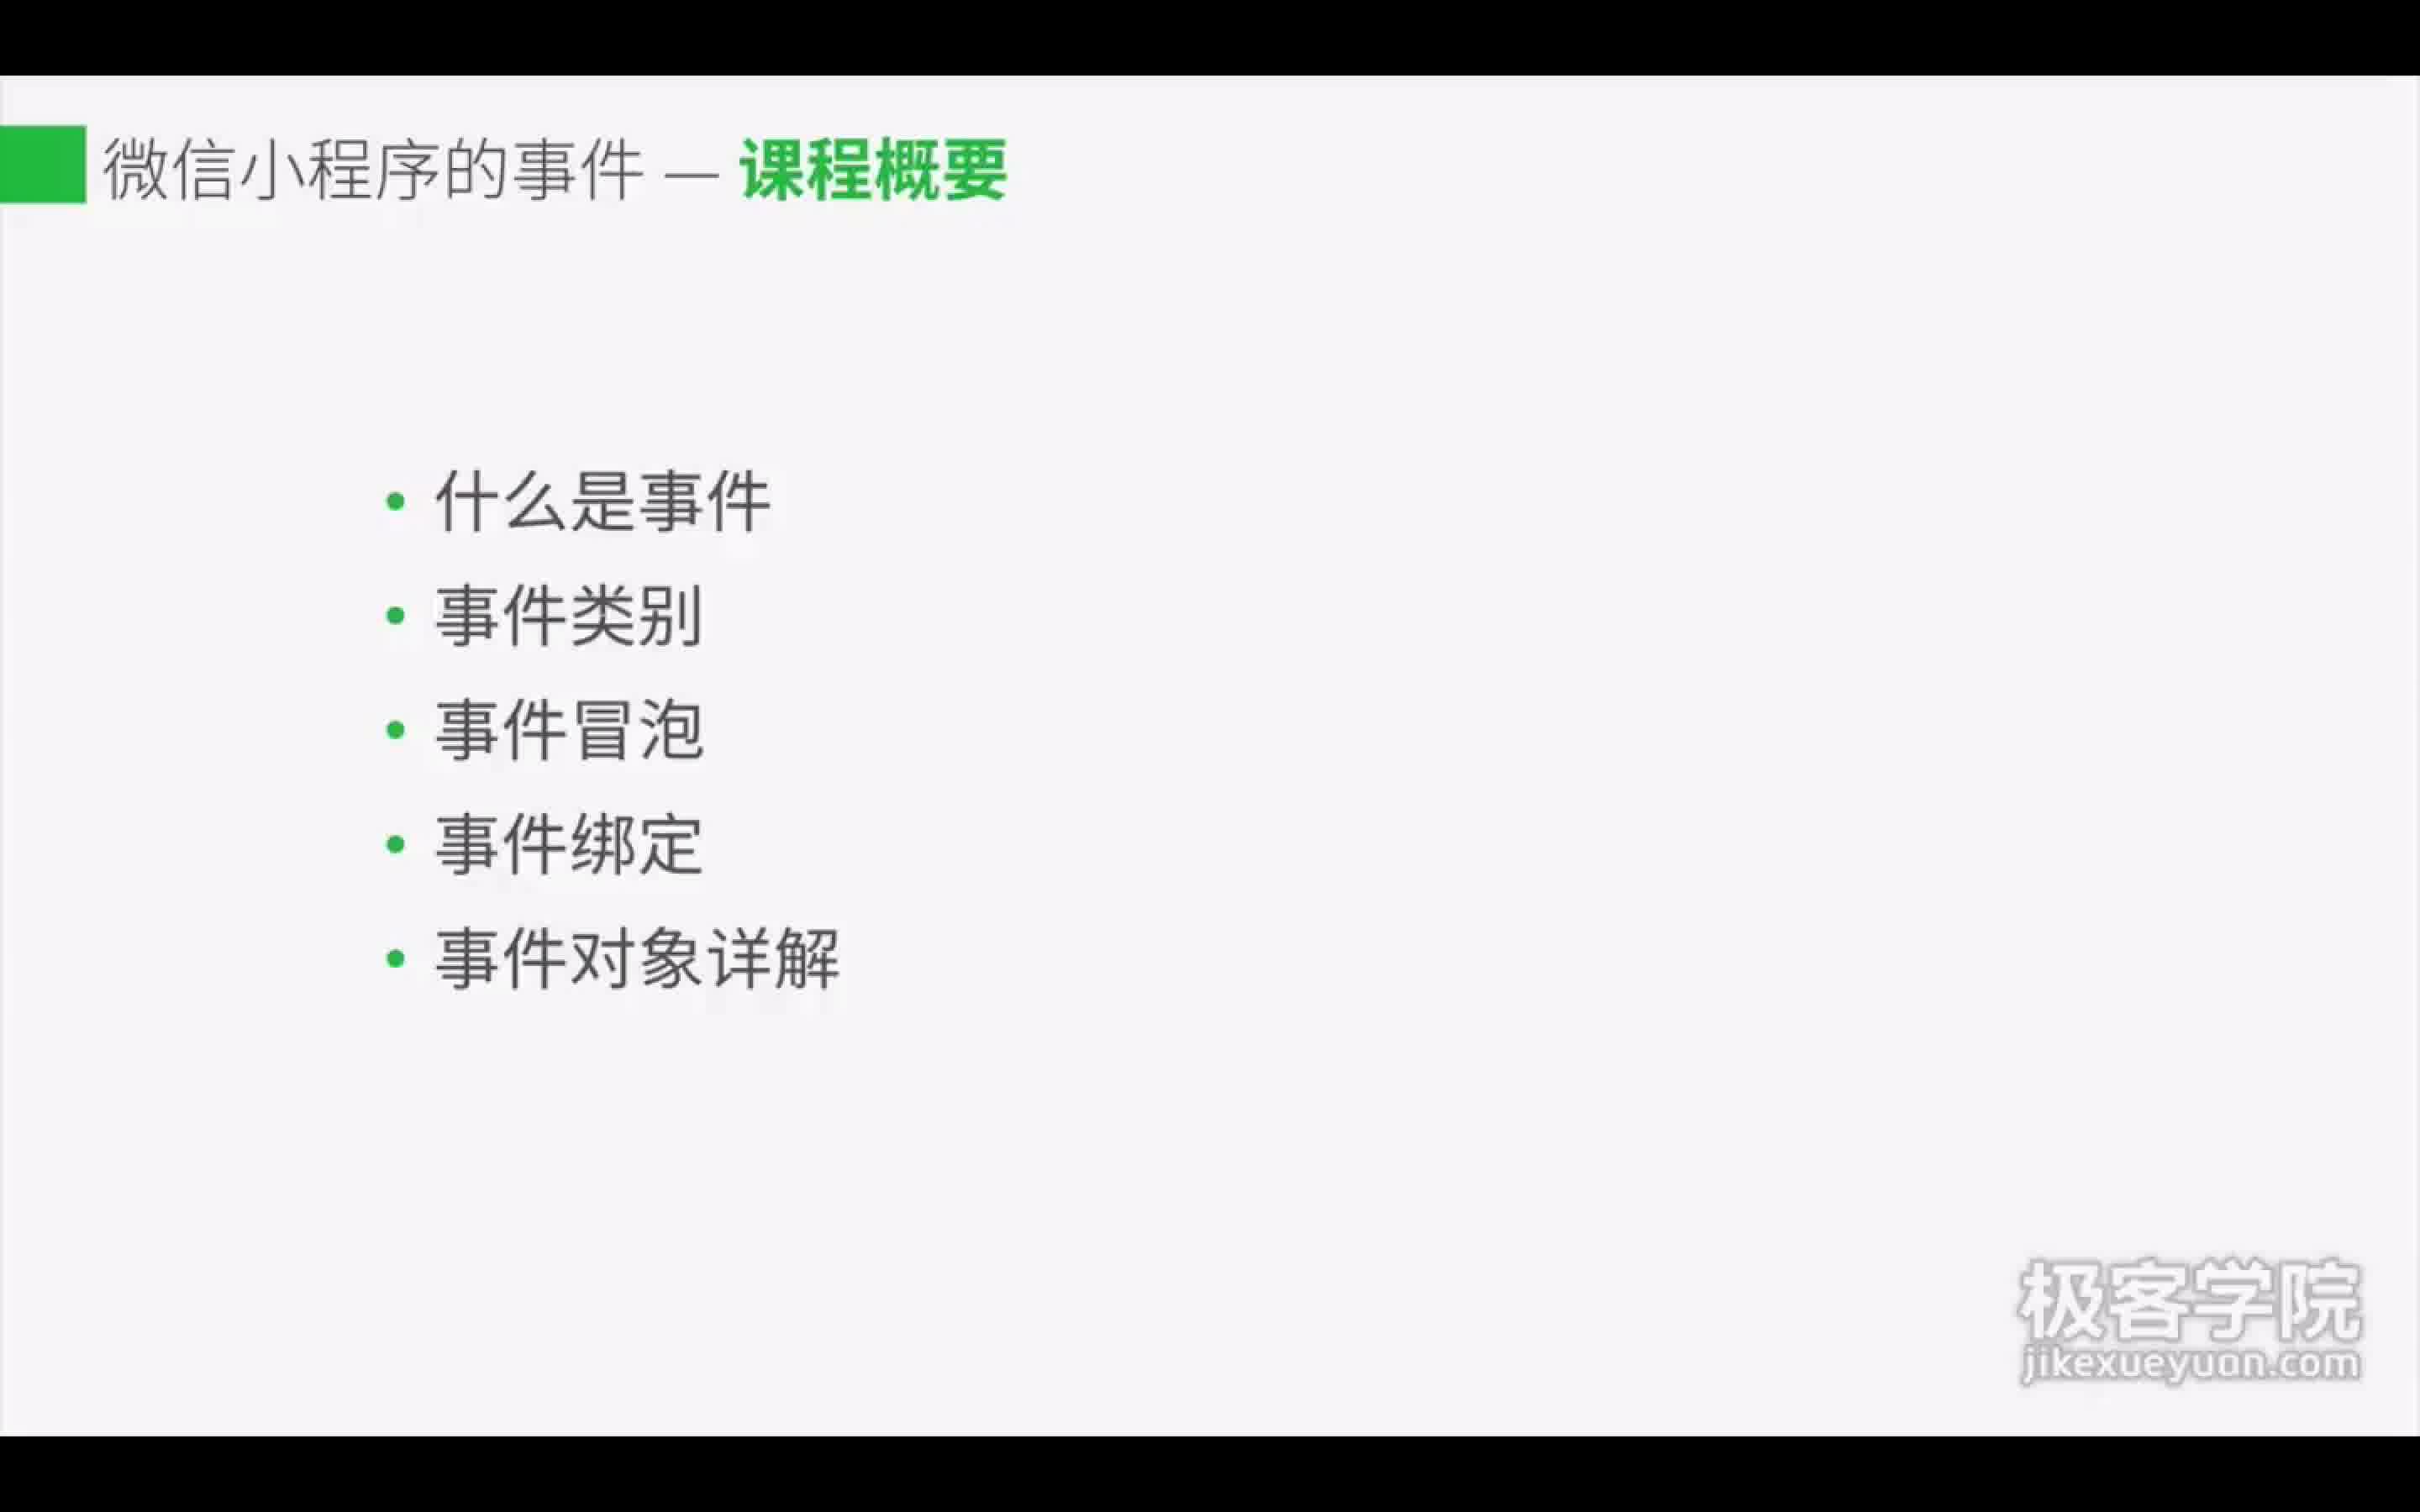 微信小程序的事件 — 课程概要
• 什么是事件
• 事件类别
• 事件冒泡
• 事件绑定
• 事件对象详解
极客学院
jikexueyuan.com